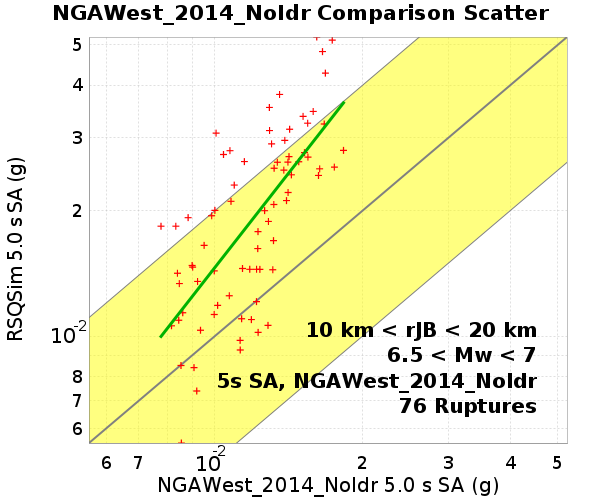 NGAWest_2014_NoIdr Comparison Scatter
RSQSim 5.0 s SA (g)
5
4
3
2
10-2
8
7
6
10 km < rJB < 20 km
6.5 < Mw < 7
5s SA, NGAWest_2014_NoIdr
76 Ruptures
6 7 10-2 2 3 4 5
NGAWest_2014_NoIdr 5.0 s SA (g)